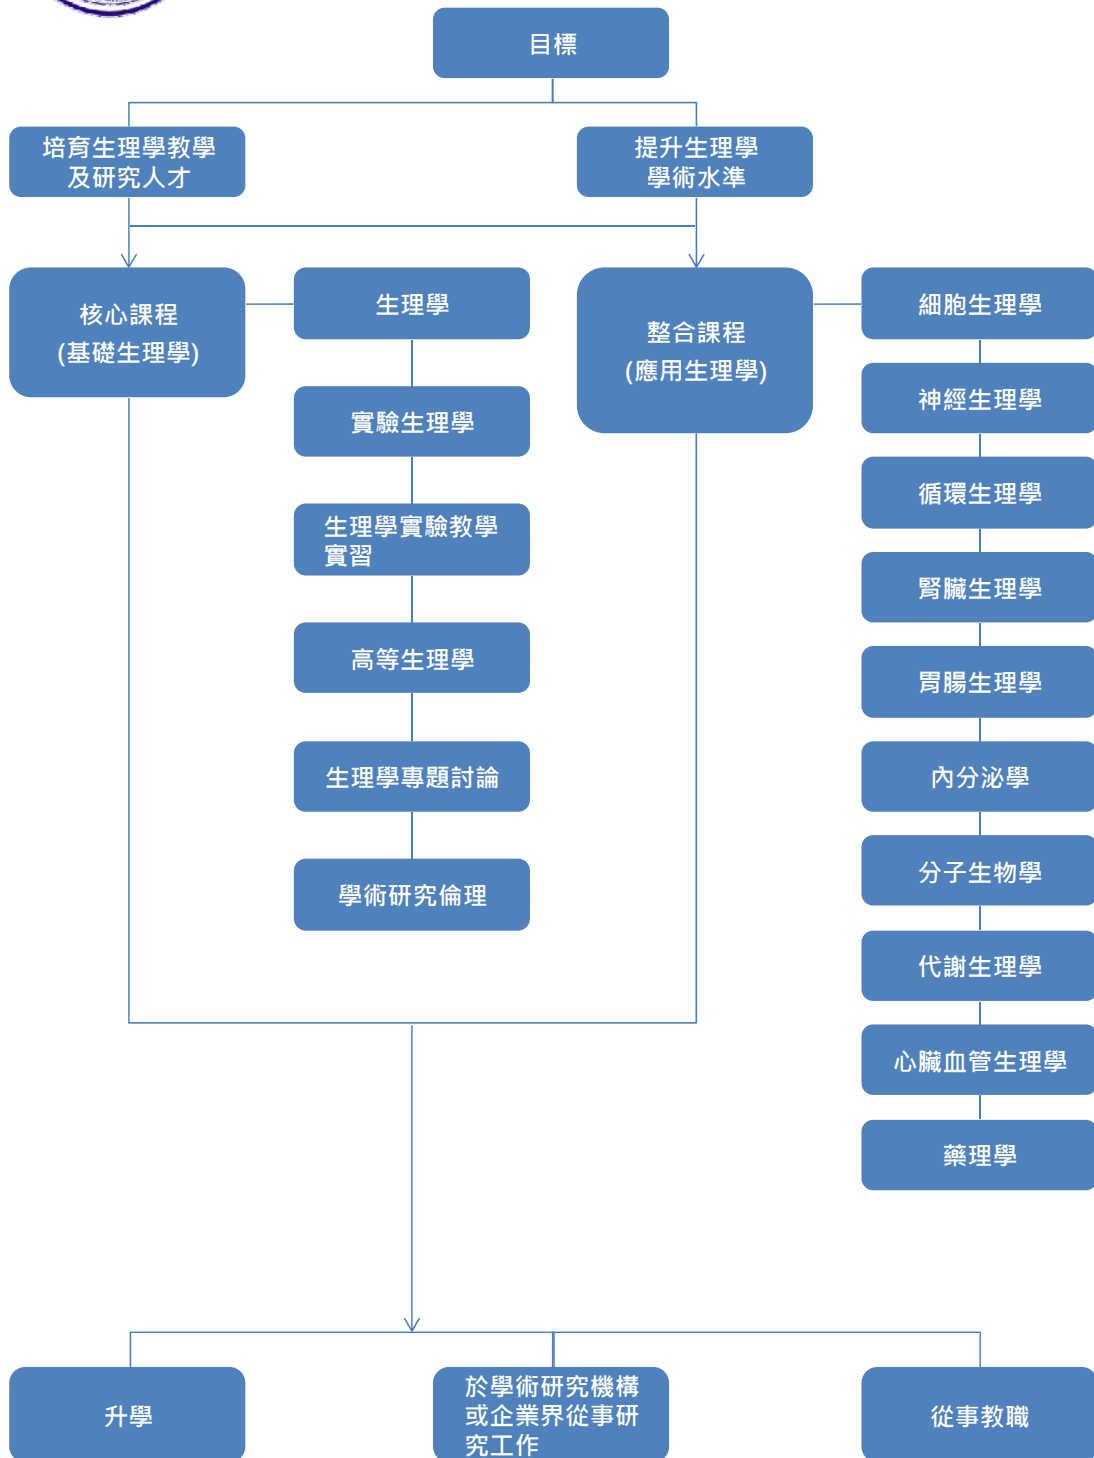 目標
培育生理學教學
及研究人才
提升生理學
學術水準
核心課程
(基礎生理學)
生理學
實驗生理學
生理學實驗教學
實習
高等生理學
生理學專題討論
學術研究倫理
整合課程
(應用生理學)
細胞生理學
神經生理學
循環生理學
腎臟生理學
胃腸生理學
內分泌學
分子生物學
代謝生理學
心臟血管生理學
藥理學
升學
於學術研究機構
或企業界從事研
究工作
從事教職